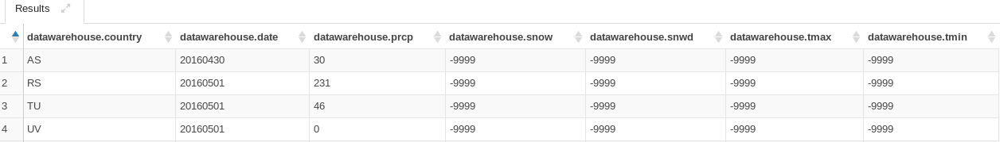 Results
datawarehouse.country datawarehouse.date datawarehouse.prcp datawarehouse.snow datawarehouse.snwd datawarehouse.tmax datawarehouse.tmin
1 AS 20160430 30 -9999 -9999 -9999 -9999
2 RS 20160501 231 -9999 -9999 -9999 -9999
3 TU 20160501 46 -9999 -9999 -9999 -9999
4 UV 20160501 0 -9999 -9999 -9999 -9999